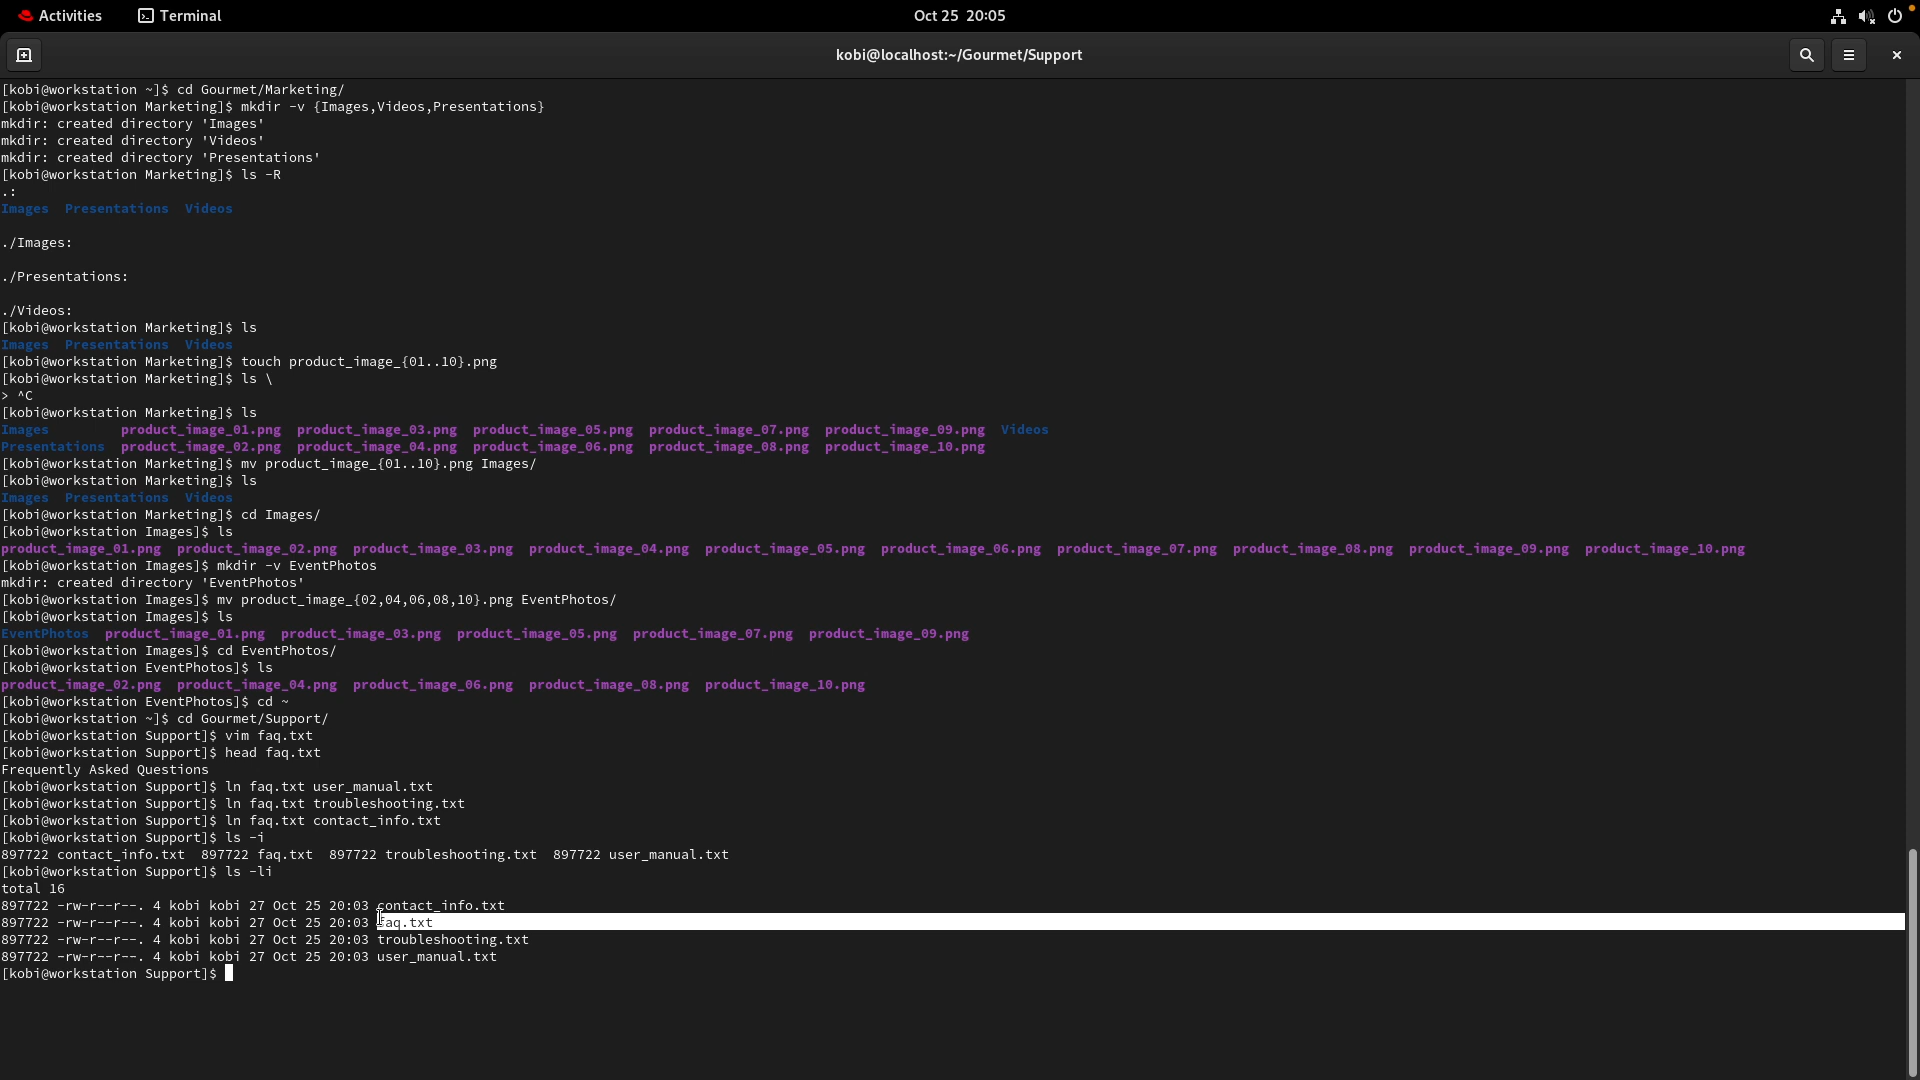 Activities
Terminal
Oct 25 20:05
kobi@localhost:~/Gourmet/Support
[kobi@workstation ~]$ cd Gourmet/Marketing/
[kobi@workstation Marketing]$ mkdir -v {Images,Videos,Presentations}
mkdir: created directory 'Images'
mkdir: created directory 'Videos'
mkdir: created directory 'Presentations'
[kobi@workstation Marketing]$ ls -R
.:
Images  Presentations  Videos

./Images:

./Presentations:

./Videos:
[kobi@workstation Marketing]$ ls
Images  Presentations  Videos
[kobi@workstation Marketing]$ touch product_image_{01..10}.png
[kobi@workstation Marketing]$ ls \
> ^C
[kobi@workstation Marketing]$ ls
Images         product_image_01.png  product_image_03.png  product_image_05.png  product_image_07.png  product_image_09.png  Videos
Presentations  product_image_02.png  product_image_04.png  product_image_06.png  product_image_08.png  product_image_10.png
[kobi@workstation Marketing]$ mv product_image_{01..10}.png Images/
[kobi@workstation Marketing]$ ls
Images  Presentations  Videos
[kobi@workstation Marketing]$ cd Images/
[kobi@workstation Images]$ ls
product_image_01.png  product_image_02.png  product_image_03.png  product_image_04.png  product_image_05.png  product_image_06.png  product_image_07.png  product_image_08.png  product_image_09.png  product_image_10.png
[kobi@workstation Images]$ mkdir -v EventPhotos
mkdir: created directory 'EventPhotos'
[kobi@workstation Images]$ mv product_image_{02,04,06,08,10}.png EventPhotos/
[kobi@workstation Images]$ ls
EventPhotos  product_image_01.png  product_image_03.png  product_image_05.png  product_image_07.png  product_image_09.png
[kobi@workstation Images]$ cd EventPhotos/
[kobi@workstation EventPhotos]$ ls
product_image_02.png  product_image_04.png  product_image_06.png  product_image_08.png  product_image_10.png
[kobi@workstation EventPhotos]$ cd ~
[kobi@workstation ~]$ cd Gourmet/Support/
[kobi@workstation Support]$ vim faq.txt
[kobi@workstation Support]$ head faq.txt
Frequently Asked Questions
[kobi@workstation Support]$ ln faq.txt user_manual.txt
[kobi@workstation Support]$ ln faq.txt troubleshooting.txt
[kobi@workstation Support]$ ln faq.txt contact_info.txt
[kobi@workstation Support]$ ls -i
897722 contact_info.txt  897722 faq.txt  897722 troubleshooting.txt  897722 user_manual.txt
[kobi@workstation Support]$ ls -li
total 16
897722 -rw-r--r--. 4 kobi kobi 27 Oct 25 20:03 contact_info.txt
897722 -rw-r--r--. 4 kobi kobi 27 Oct 25 20:03 faq.txt
897722 -rw-r--r--. 4 kobi kobi 27 Oct 25 20:03 troubleshooting.txt
897722 -rw-r--r--. 4 kobi kobi 27 Oct 25 20:03 user_manual.txt
[kobi@workstation Support]$